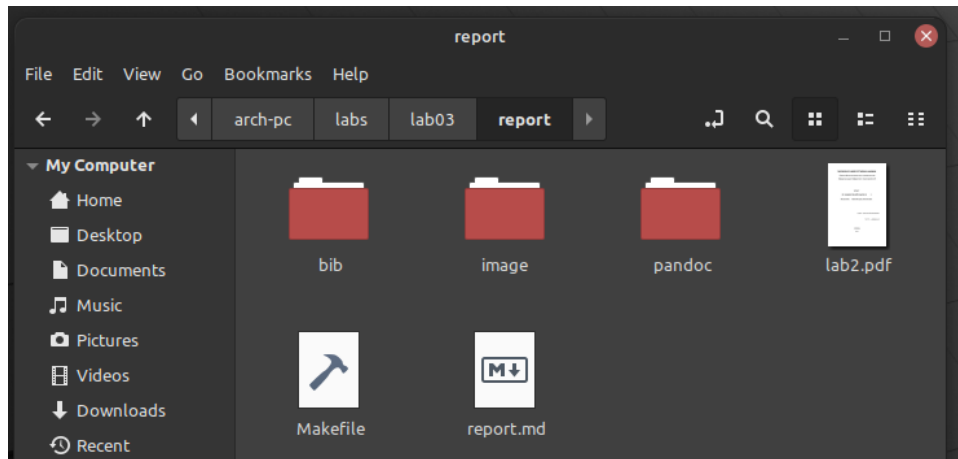 report
File Edit View Go Bookmarks Help
arch-pc labs lab03 report
My Computer
Home
Desktop
Documents
Music
Pictures
Videos
Downloads
Recent
bib image pandoc lab2.pdf
M
Makefile report.md